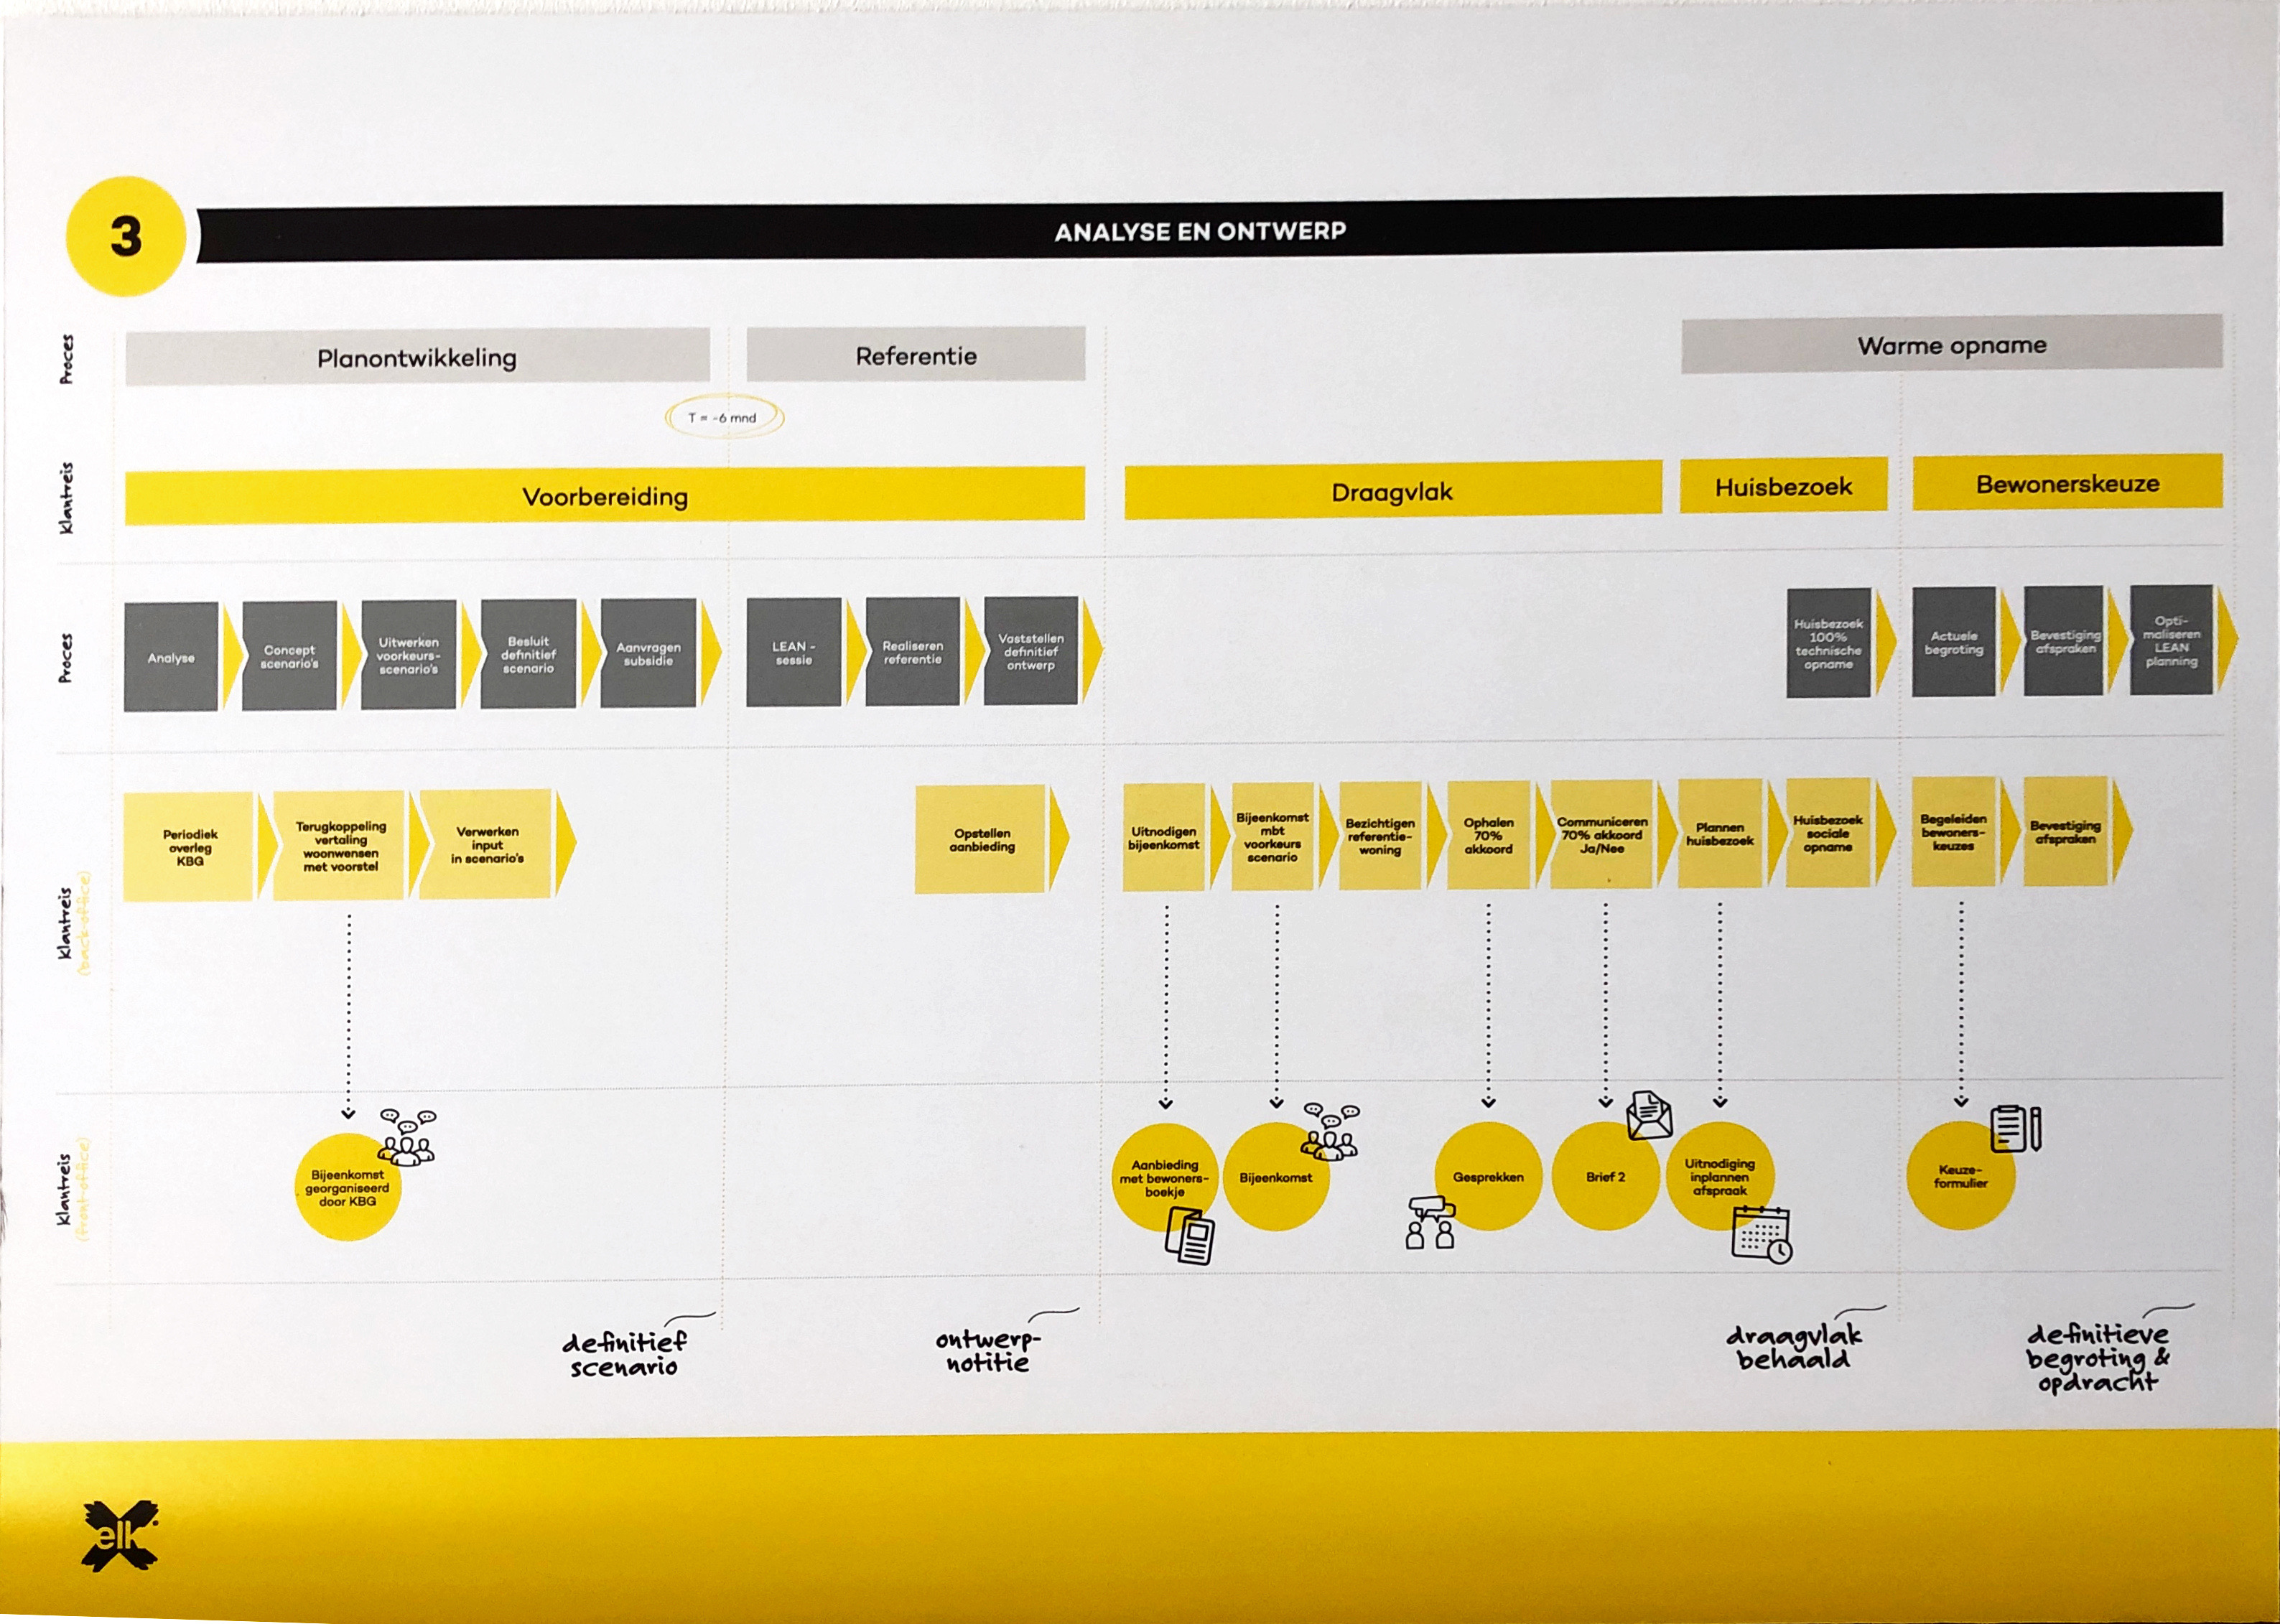 3
ANALYSE EN ONTWERP
Proces
Planontwikkeling
Referentie
Warme opname
T = -6 mnd
Klantreis
Voorbereiding
Draagvlak
Huisbezoek
Bewonerskeuze
Proces
Analyse
Concept
scenario's
Uitwerken
voorkeurs-
scenario's
Besluit
definitief
scenario
Aanvragen
subsidie
LEAN -
sessie
Realiseren
referentie
Vaststellen
definitief
ontwerp
Huisbezoek
100%
technische
opname
Actuele
begroting
Bevestiging
afspraken
Opti-
maliseren
LEAN
planning
Klantreis
(back-office)
Periodiek
overleg
KBG
Terugkoppeling
vertaling
woonwensen
met voorstel
Verwerken
input
in scenario's
Opstellen
aanbieding
Uitnodigen
bijeenkomst
Bijeenkomst
mbt
voorkeurs
scenario
Bezichtigen
referentie-
woning
Ophalen
70%
akkoord
Communiceren
70% akkoord
Ja/Nee
Plannen
huisbezoek
Huisbezoek
sociale
opname
Begeleiden
bewoners-
keuzes
Bevestiging
afspraken
Klantreis
(front-office)
Bijeenkomst
georganiseerd
door KBG
Aanbieding
met bewoners-
boekje
Bijeenkomst
Gesprekken
Brief 2
Uitnodiging
inplannen
afspraak
Keuze-
formulier
definitief
scenario
ontwerp-
notitie
draagvlak
behaald
definitieve
begroting &
opdracht
elk